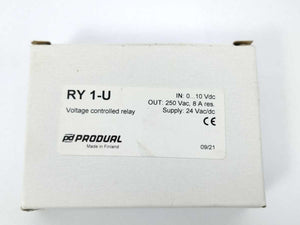 RY 1-U
Voltage controlled relay
IN: 0...10 Vdc
OUT: 250 Vac, 8 A res.
Supply: 24 Vac/dc
CE
PRODUAL
Made in Finland
09/21